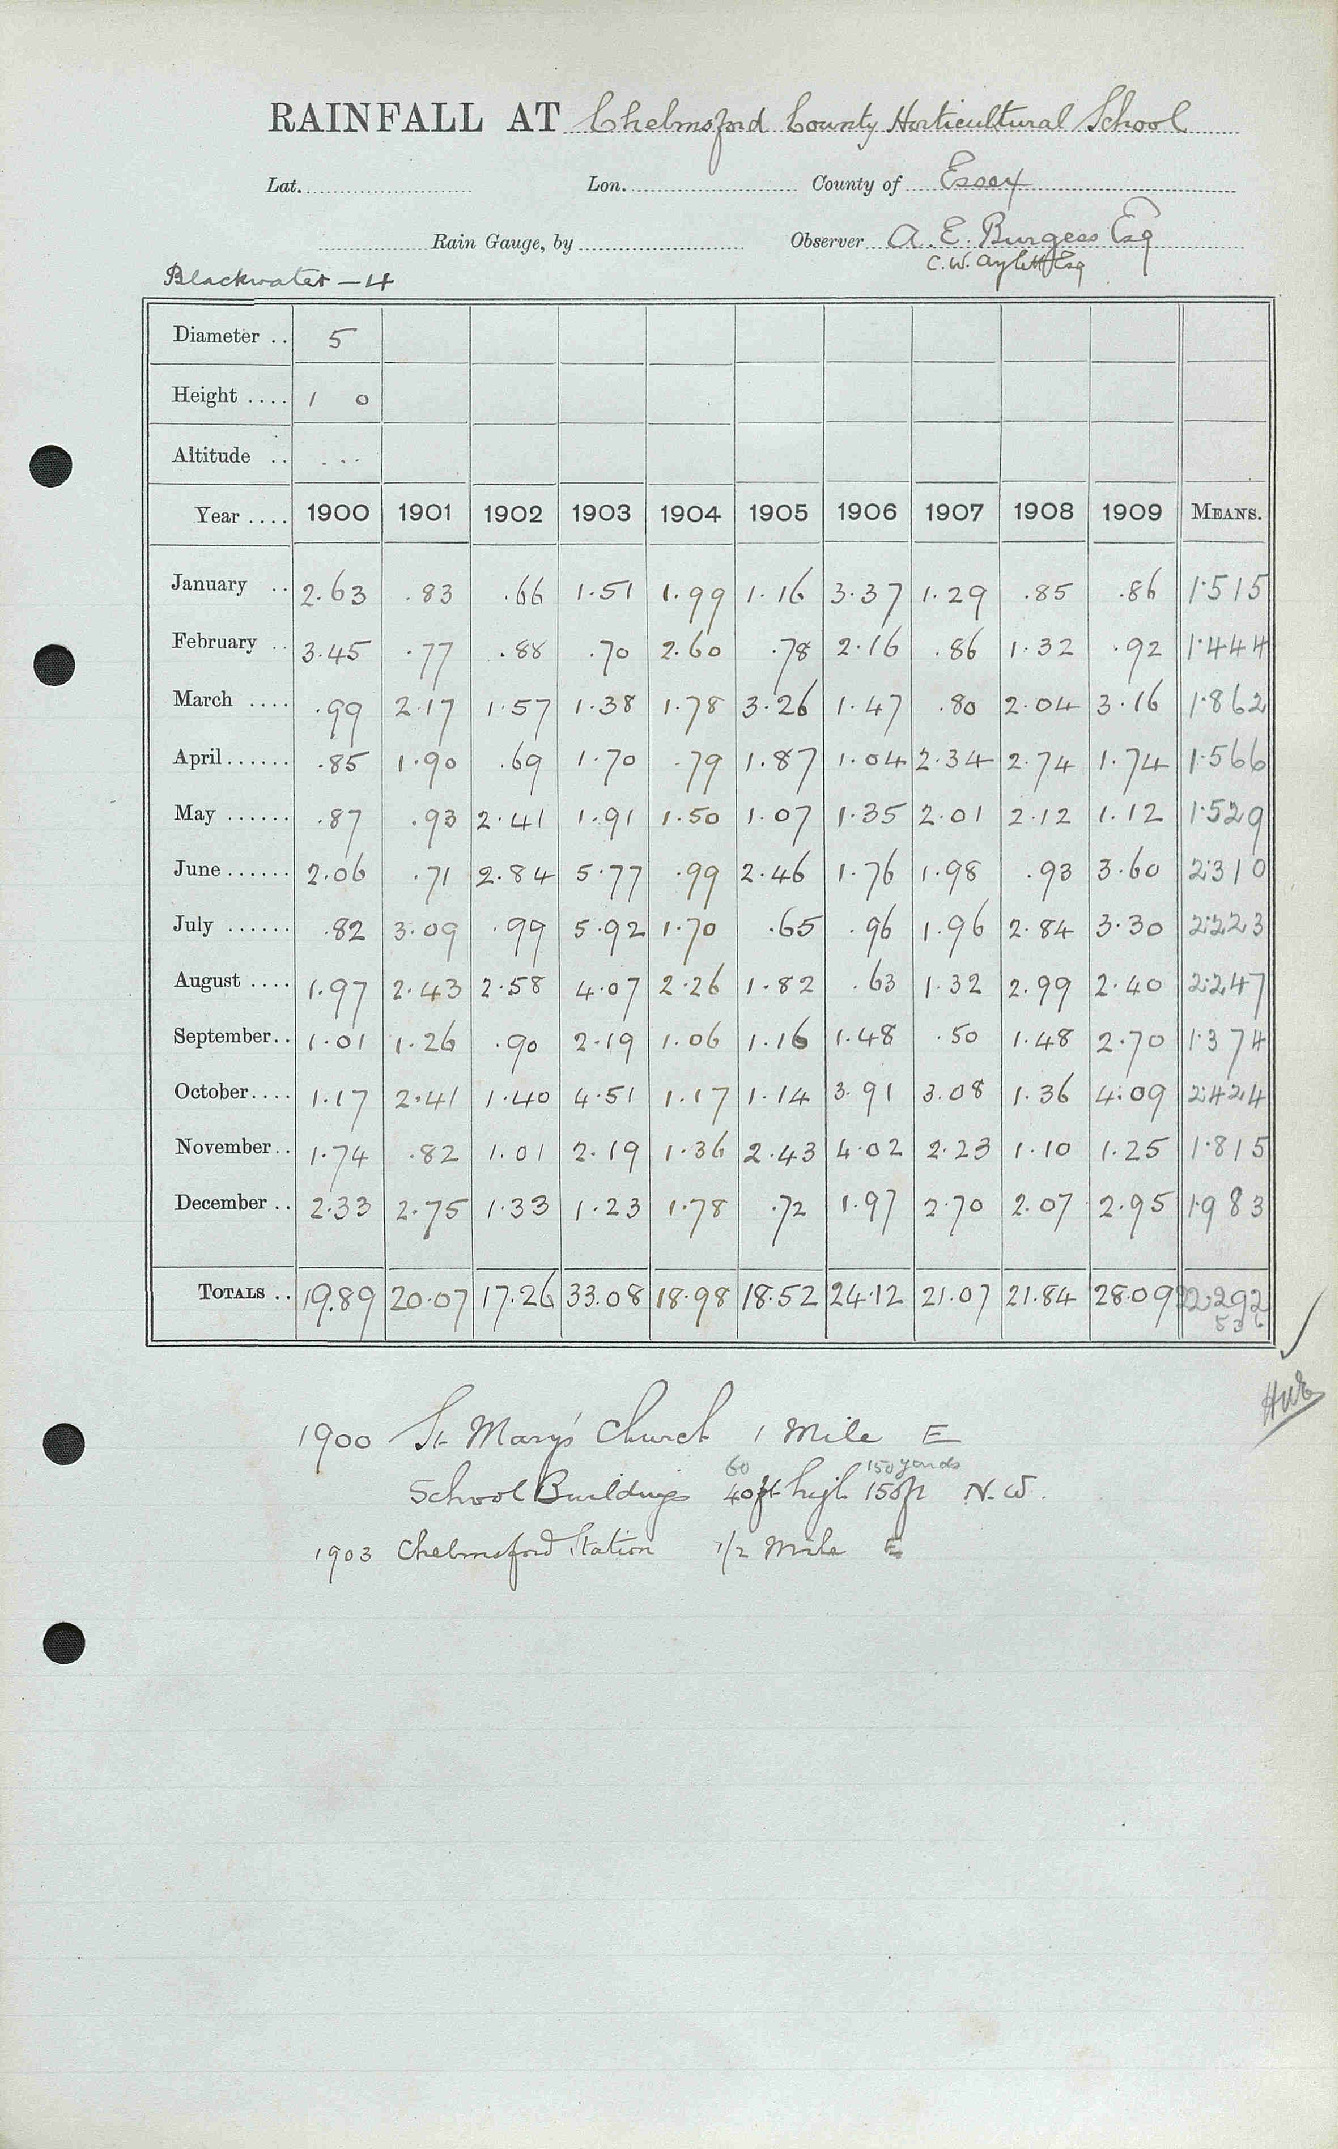 RAINFALL AT Chelmsford County Horticultural School
Lat. Lon. County of Essex
Rain Gauge, by Observer A. E. Burgess Esq
C. W. Aylett Esq
Blackwater – 4
Diameter .. 5
Height .... 1 0
Altitude .. ...
Year .... 1900 1901 1902 1903 1904 1905 1906 1907 1908 1909 MEANS.
January .. 2.63 .83 .66 1.51 1.99 1.16 3.37 1.29 .85 .86 1.515
February .. 3.45 .77 .88 .70 2.60 .78 2.16 .86 1.32 .92 1.444
March .... .99 2.17 1.57 1.38 1.78 3.26 1.47 .80 2.04 3.16 1.862
April...... .85 1.90 .69 1.70 .79 1.87 1.04 2.34 2.74 1.74 1.566
May ...... .87 .93 2.41 1.91 1.50 1.07 1.35 2.01 2.12 1.12 1.529
June...... 2.06 .71 2.84 5.77 .99 2.46 1.76 1.98 .93 3.60 2.310
July ...... .82 3.09 .99 5.92 1.70 .65 .96 1.96 2.84 3.30 2.223
August .... 1.97 2.43 2.58 4.07 2.26 1.82 .63 1.32 2.99 2.40 2.247
September.. 1.01 1.26 .90 2.19 1.06 1.16 1.48 .50 1.48 2.70 1.374
October.... 1.17 2.41 1.40 4.51 1.17 1.14 3.91 3.08 1.36 4.09 2.424
November.. 1.74 .82 1.01 2.19 1.36 2.43 4.02 2.23 1.10 1.25 1.815
December .. 2.33 2.75 1.33 1.23 1.78 .72 1.97 2.70 2.07 2.95 1.983
TOTALS .. 19.89 20.07 17.26 33.08 18.98 18.52 24.12 21.07 21.84 28.09 22.292
1900 St Mary's Church 1 Mile E
60 150 yards
School Buildings 40ft high 150ft N.W.
1903 Chelmsford Station 1/2 Mile E